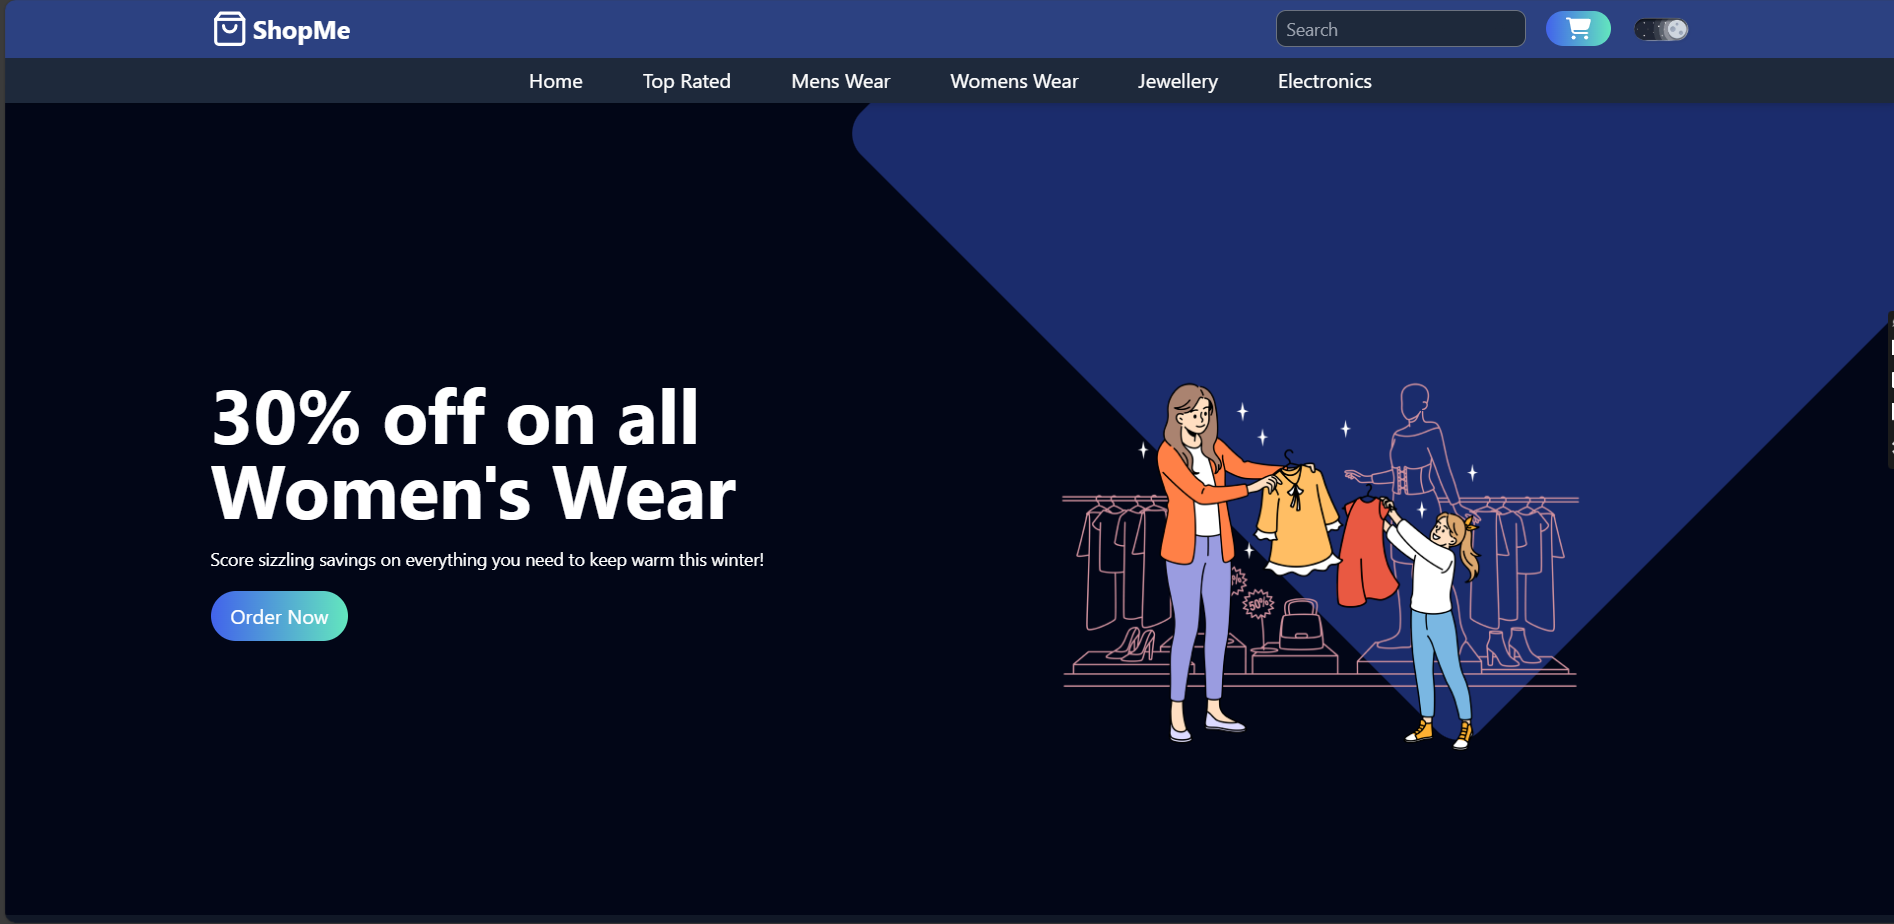 ShopMe
Search
Home
Top Rated
Mens Wear
Womens Wear
Jewellery
Electronics
30% off on all
Women's Wear
Score sizzling savings on everything you need to keep warm this winter!
Order Now
50%